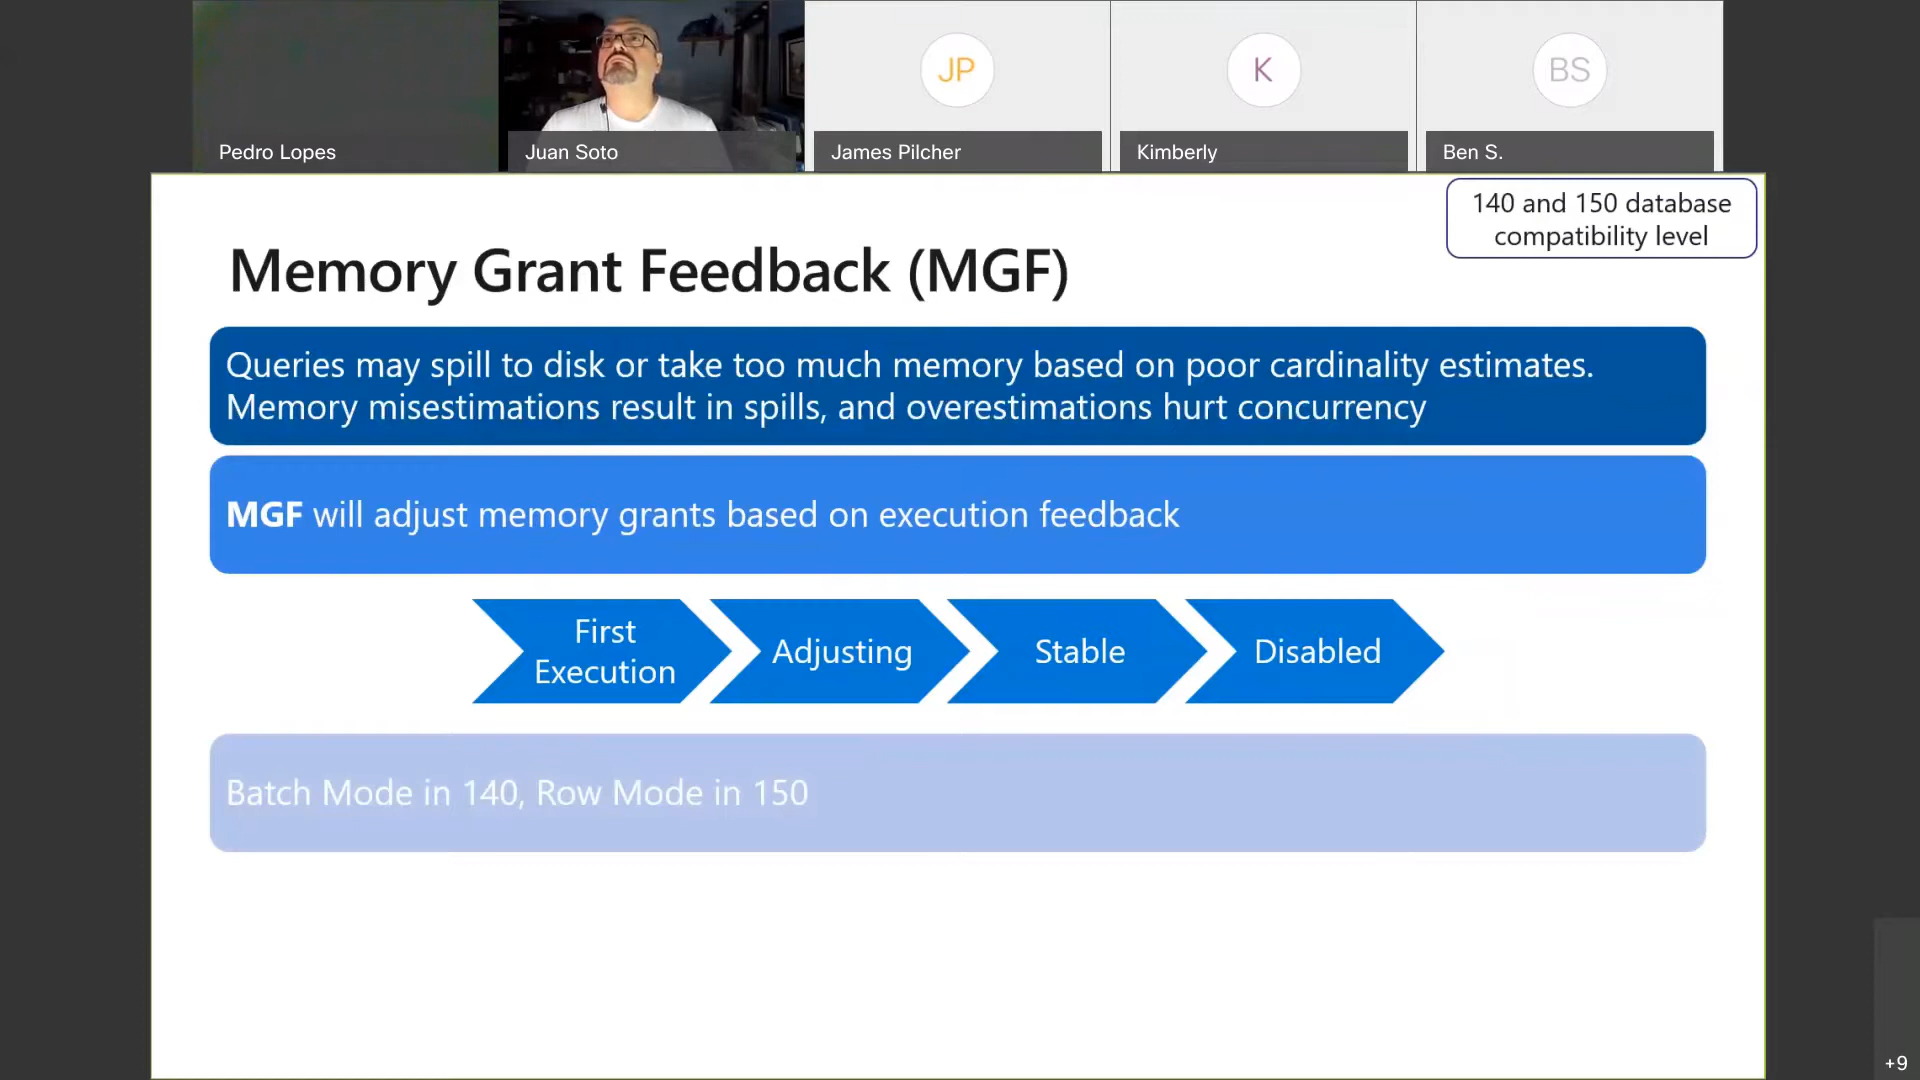 JP
K
BS
Pedro Lopes
Juan Soto
James Pilcher
Kimberly
Ben S.
140 and 150 database
compatibility level
Memory Grant Feedback (MGF)
Queries may spill to disk or take too much memory based on poor cardinality estimates.
Memory misestimations result in spills, and overestimations hurt concurrency
MGF will adjust memory grants based on execution feedback
First
Execution
Adjusting
Stable
Disabled
Batch Mode in 140, Row Mode in 150
+9